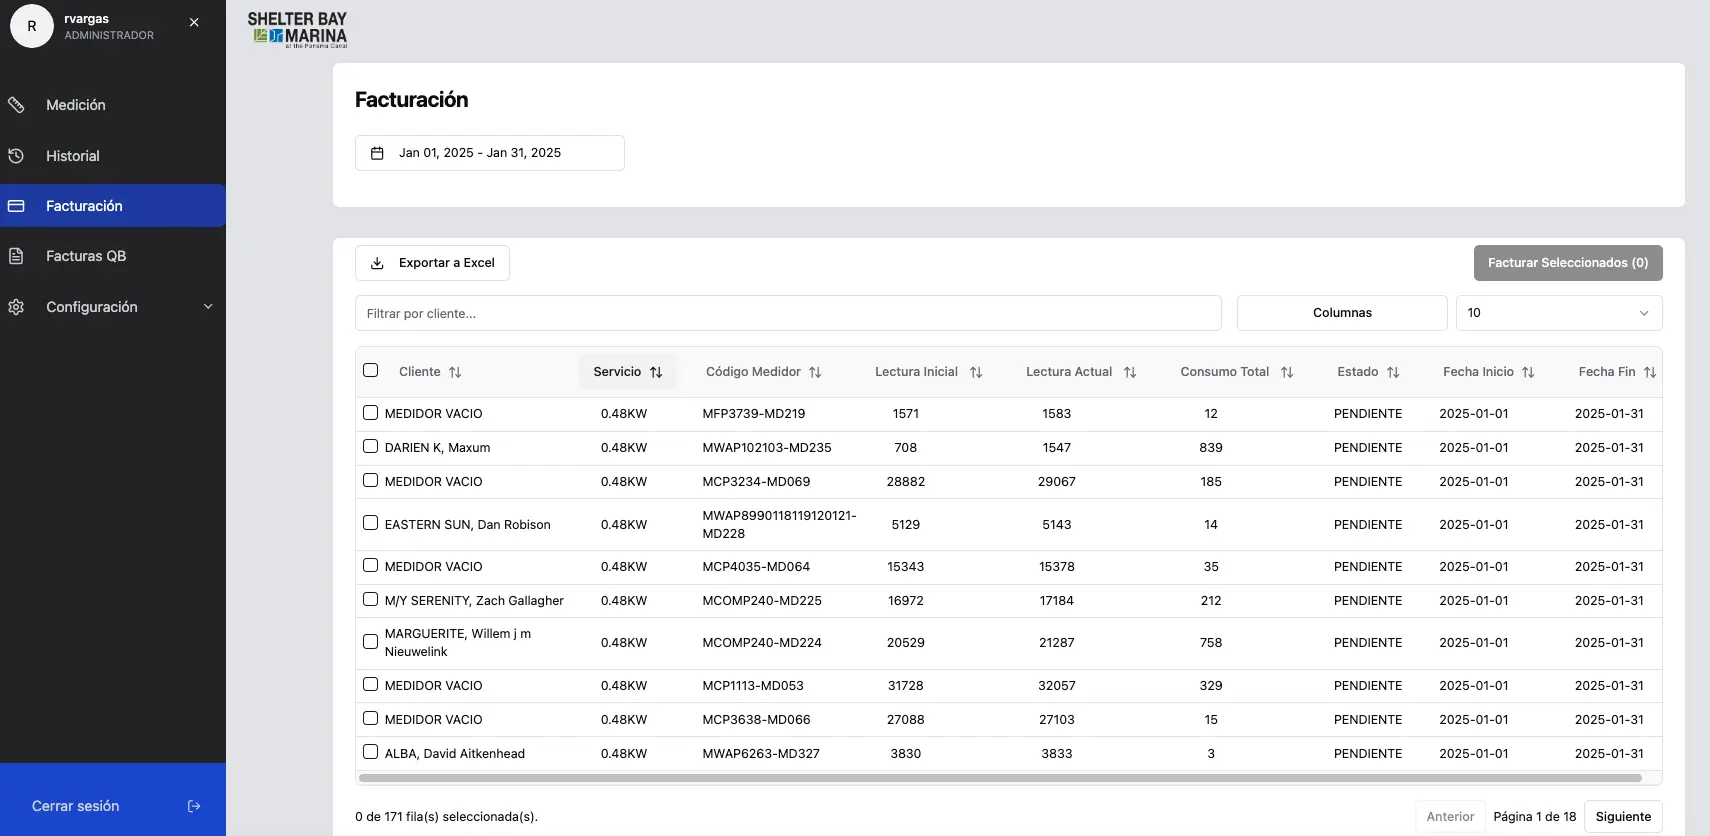 R
rvargas
ADMINISTRADOR
Medición
Historial
Facturación
Facturas QB
Configuración
Cerrar sesión
SHELTER BAY
MARINA
at the Panama Canal
Facturación
Jan 01, 2025 - Jan 31, 2025
Exportar a Excel
Facturar Seleccionados (0)
Filtrar por cliente...
Columnas
10
Cliente Servicio Código Medidor Lectura Inicial Lectura Actual Consumo Total Estado Fecha Inicio Fecha Fin
MEDIDOR VACIO 0.48KW MFP3739-MD219 1571 1583 12 PENDIENTE 2025-01-01 2025-01-31
DARIEN K, Maxum 0.48KW MWAP102103-MD235 708 1547 839 PENDIENTE 2025-01-01 2025-01-31
MEDIDOR VACIO 0.48KW MCP3234-MD069 28882 29067 185 PENDIENTE 2025-01-01 2025-01-31
EASTERN SUN, Dan Robison 0.48KW MWAP8990118119120121-
MD228 5129 5143 14 PENDIENTE 2025-01-01 2025-01-31
MEDIDOR VACIO 0.48KW MCP4035-MD064 15343 15378 35 PENDIENTE 2025-01-01 2025-01-31
M/Y SERENITY, Zach Gallagher 0.48KW MCOMP240-MD225 16972 17184 212 PENDIENTE 2025-01-01 2025-01-31
MARGUERITE, Willem j m
Nieuwelink 0.48KW MCOMP240-MD224 20529 21287 758 PENDIENTE 2025-01-01 2025-01-31
MEDIDOR VACIO 0.48KW MCP1113-MD053 31728 32057 329 PENDIENTE 2025-01-01 2025-01-31
MEDIDOR VACIO 0.48KW MCP3638-MD066 27088 27103 15 PENDIENTE 2025-01-01 2025-01-31
ALBA, David Aitkenhead 0.48KW MWAP6263-MD327 3830 3833 3 PENDIENTE 2025-01-01 2025-01-31
0 de 171 fila(s) seleccionada(s).
Anterior Página 1 de 18 Siguiente